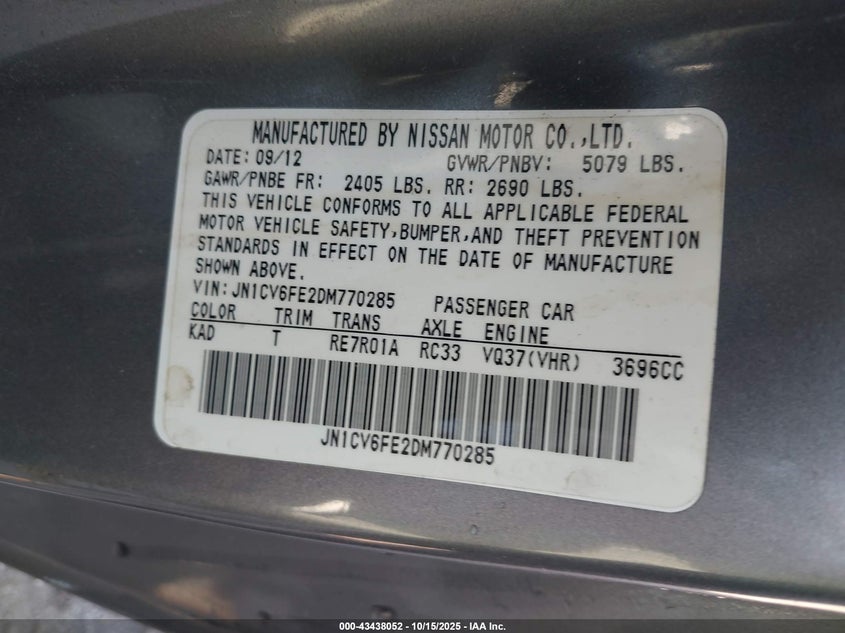 MANUFACTURED BY NISSAN MOTOR CO.,LTD.
DATE: 09/12 GVWR/PNBV: 5079 LBS.
GAWR/PNBE FR: 2405 LBS. RR: 2690 LBS.
THIS VEHICLE CONFORMS TO ALL APPLICABLE FEDERAL
MOTOR VEHICLE SAFETY,BUMPER,AND THEFT PREVENTION
STANDARDS IN EFFECT ON THE DATE OF MANUFACTURE
SHOWN ABOVE.
VIN:JN1CV6FE2DM770285 PASSENGER CAR
COLOR TRIM TRANS AXLE ENGINE
KAD T RE7R01A RC33 VQ37(VHR) 3696CC
JN1CV6FE2DM770285
000-43438052 | 10/15/2025 - IAA Inc.